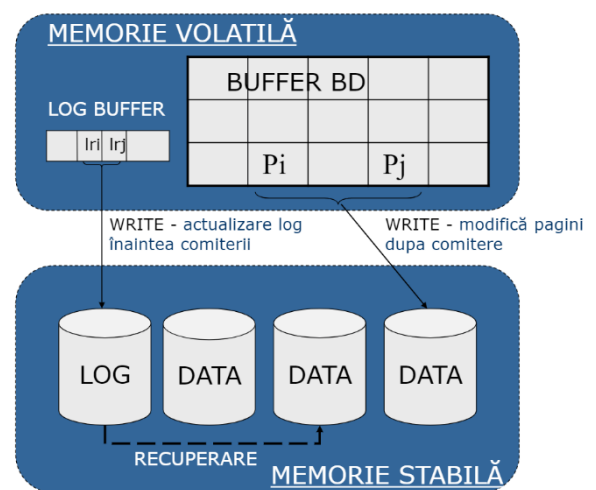 MEMORIE VOLATILĂ
BUFFER BD
LOG BUFFER
lri lrj
Pi Pj
WRITE - actualizare log
înaintea comiterii
WRITE - modifică pagini
dupa comitere
LOG DATA DATA DATA
RECUPERARE
MEMORIE STABILĂ